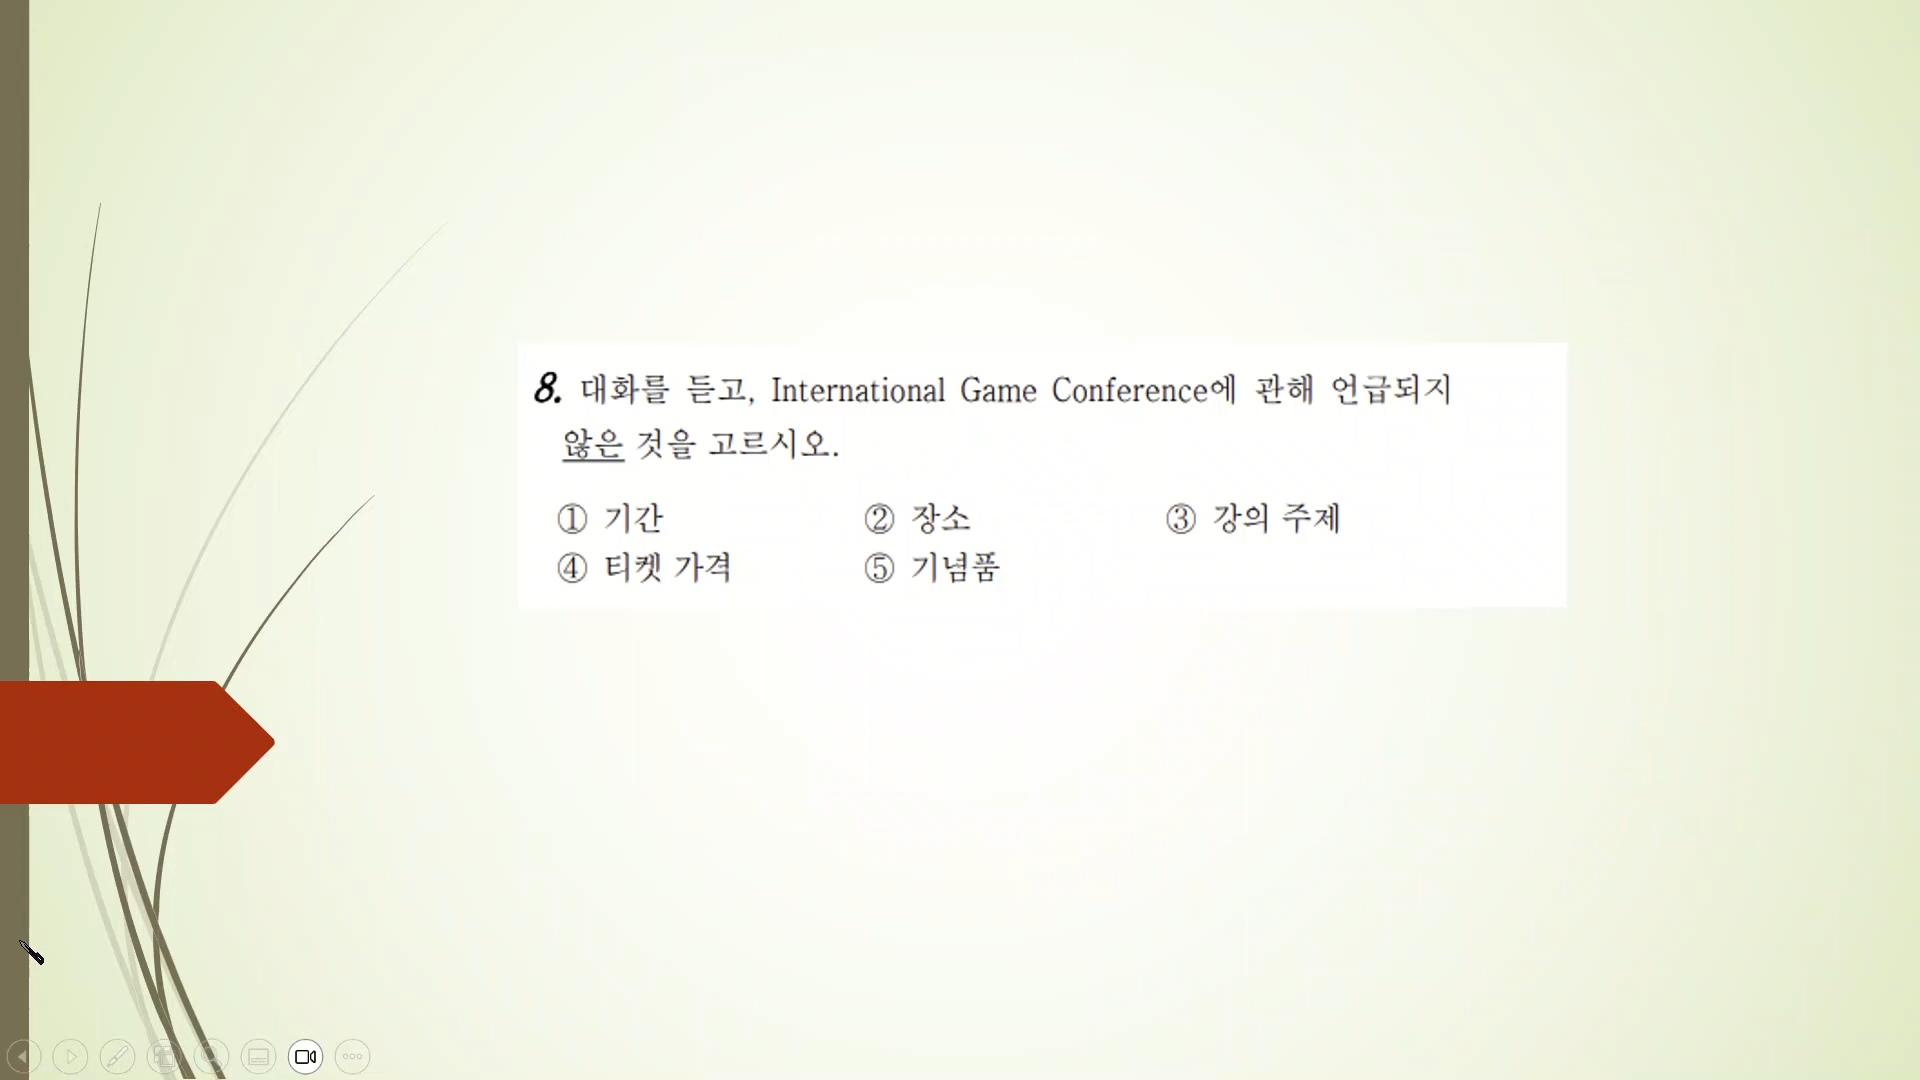 8. 대화를 듣고, International Game Conference에 관해 언급되지
않은 것을 고르시오.
① 기간 ② 장소 ③ 강의 주제
④ 티켓 가격 ⑤ 기념품